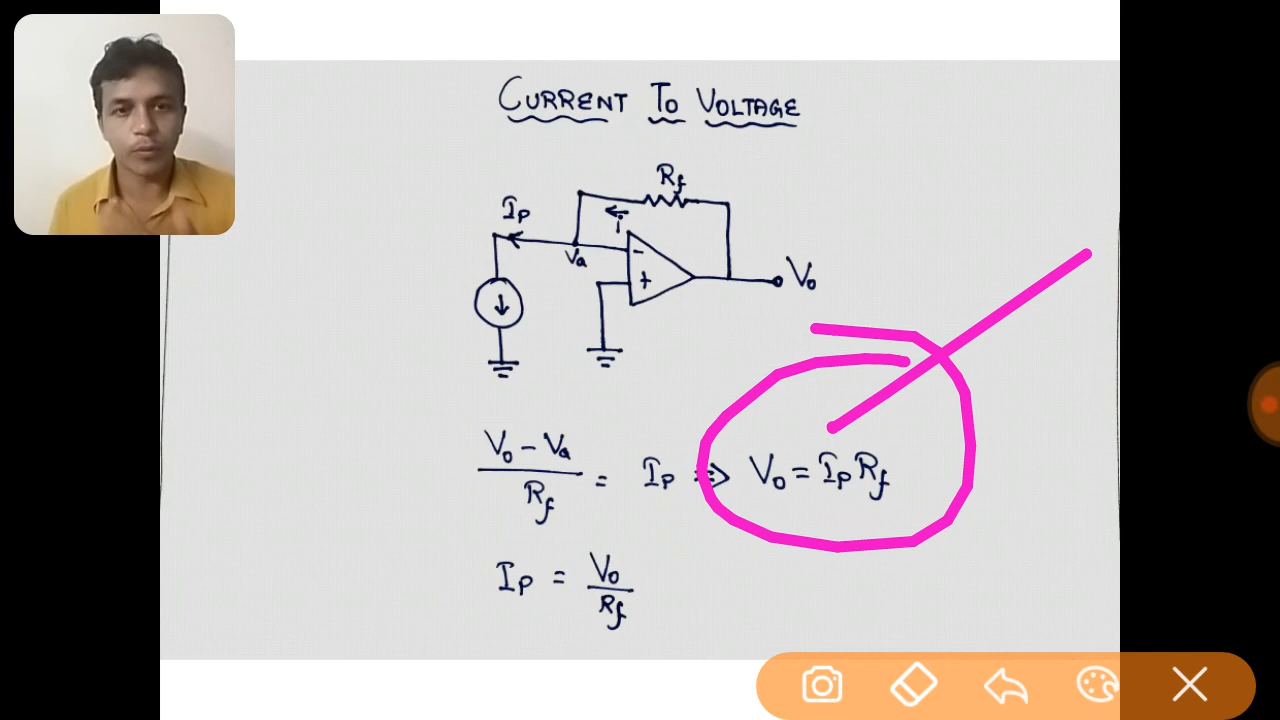 CURRENT TO VOLTAGE
Rf
Ip
i
Va
-
+
Vo
Vo - Va
Rf
= Ip => Vo = Ip Rf
Ip = Vo
Rf